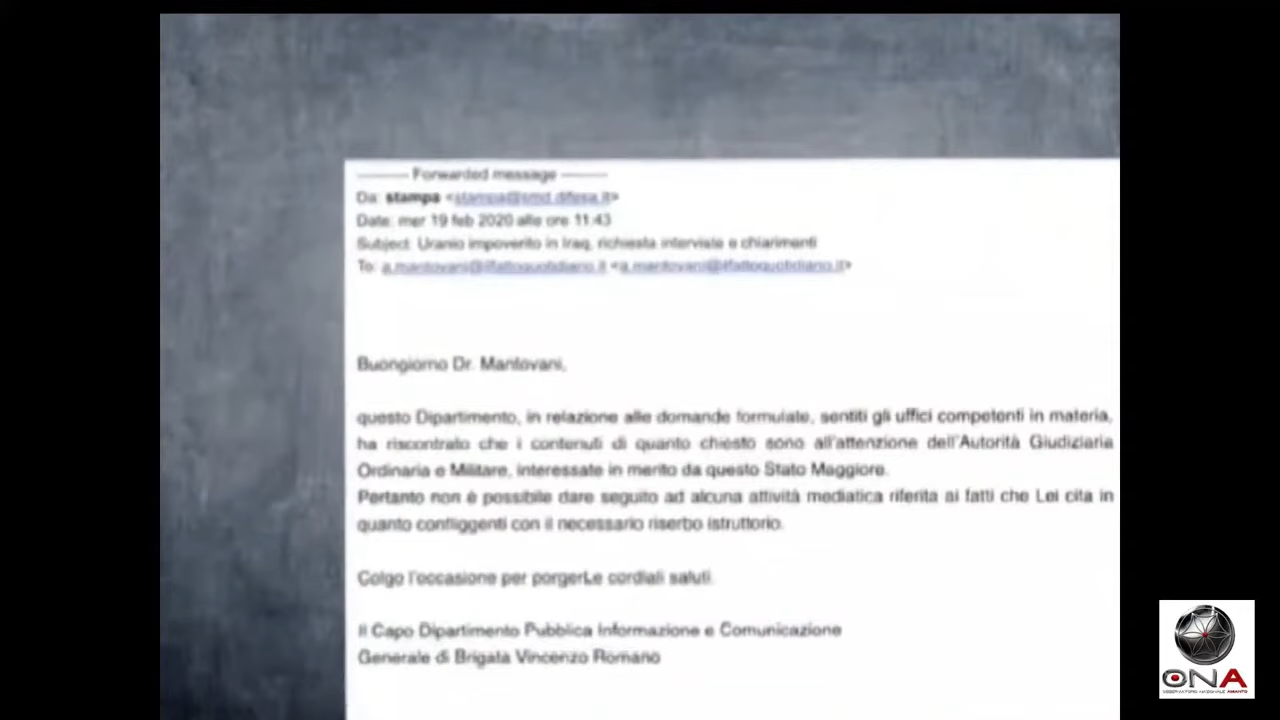 ---------- Forwarded message ----------
Da: stampa <stampa@smd.difesa.it>
Date: mer 19 feb 2020 alle ore 11:43
Subject: Uranio impoverito in Iraq, richiesta interviste e chiarimenti
To: a.mantovani@ilfattoquotidiano.it <a.mantovani@ilfattoquotidiano.it>
Buongiorno Dr. Mantovani,
questo Dipartimento, in relazione alle domande formulate, sentiti gli uffici competenti in materia,
ha riscontrato che i contenuti di quanto chiesto sono all'attenzione dell'Autorità Giudiziaria
Ordinaria e Militare, interessate in merito da questo Stato Maggiore.
Pertanto non è possibile dare seguito ad alcuna attività mediatica riferita ai fatti che Lei cita in
quanto confliggenti con il necessario riserbo istruttorio.
Colgo l'occasione per porgerLe cordiali saluti.
Il Capo Dipartimento Pubblica Informazione e Comunicazione
Generale di Brigata Vincenzo Romano
ONA
OSSERVATORIO NAZIONALE AMIANTO